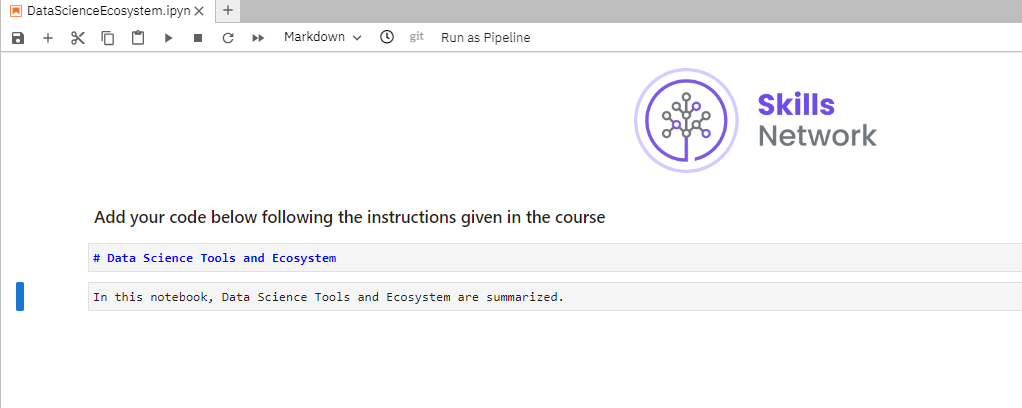 DataScienceEcosystem.ipyn
Markdown
git
Run as Pipeline
Skills
Network
Add your code below following the instructions given in the course
# Data Science Tools and Ecosystem
In this notebook, Data Science Tools and Ecosystem are summarized.